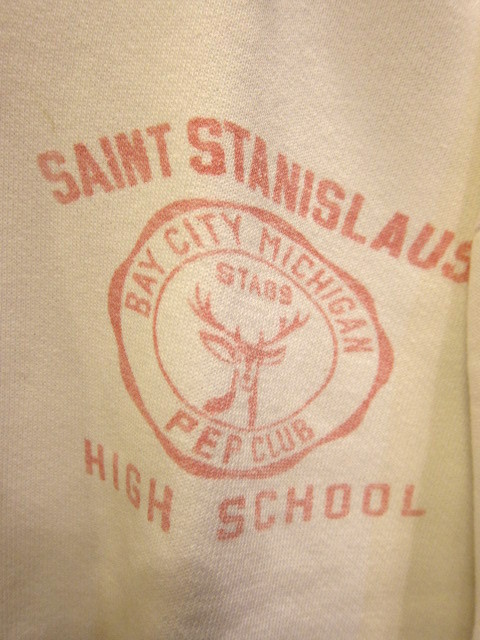 SAINT STANISLAUS
BAY CITY MICHIGAN
STAGS
PEP CLUB
HIGH SCHOOL